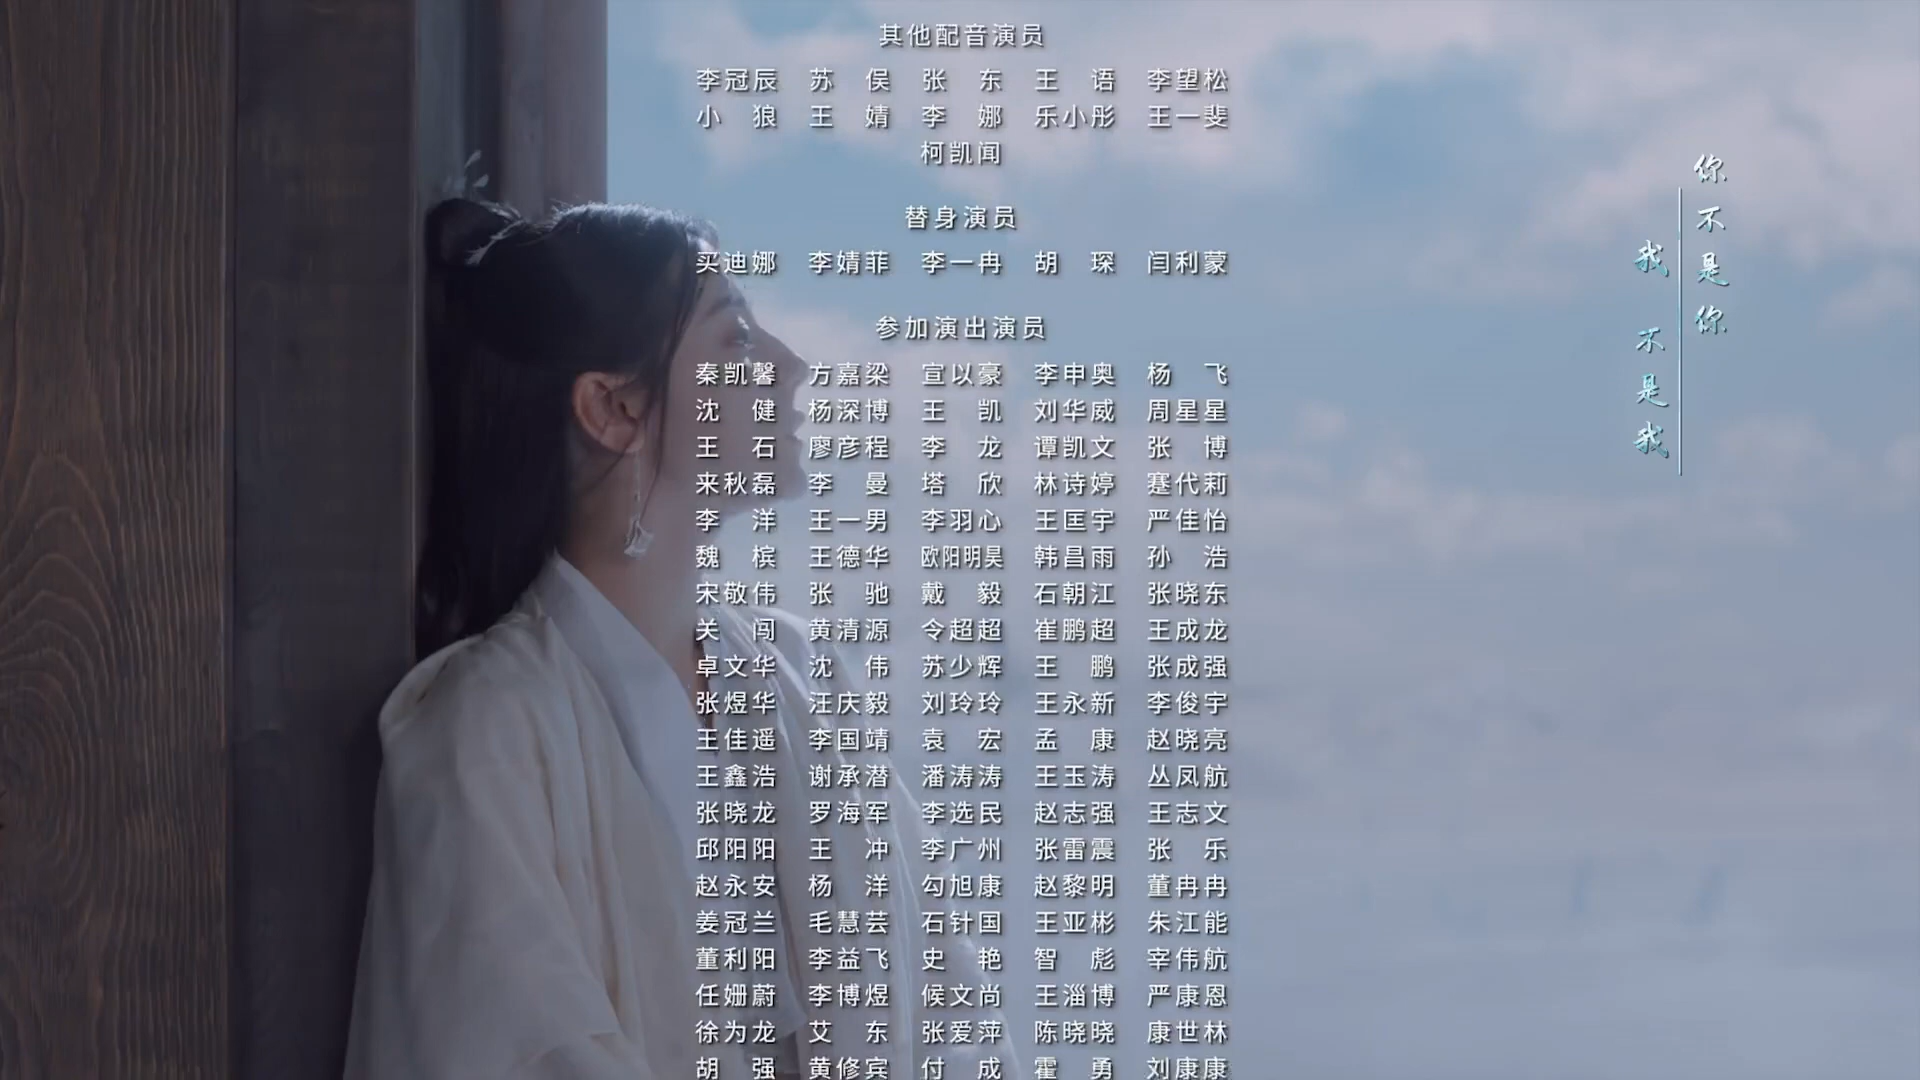 其他配音演员
李冠辰 苏俣 张东 王语 李望松
小狼 王婧 李娜 乐小彤 王一斐
柯凯闻
替身演员
买迪娜 李婧菲 李一冉 胡琛 闫利蒙
参加演出演员
秦凯馨 方嘉梁 宣以豪 李申奥 杨飞
沈健 杨深博 王凯 刘华威 周星星
王石 廖彦程 李龙 谭凯文 张博
来秋磊 李曼 塔欣 林诗婷 蹇代莉
李洋 王一男 李羽心 王匡宇 严佳怡
魏槟 王德华 欧阳明昊 韩昌雨 孙浩
宋敬伟 张驰 戴毅 石朝江 张晓东
关闯 黄清源 令超超 崔鹏超 王成龙
卓文华 沈伟 苏少辉 王鹏 张成强
张煜华 汪庆毅 刘玲玲 王永新 李俊宇
王佳遥 李国靖 袁宏 孟康 赵晓亮
王鑫浩 谢承潜 潘涛涛 王玉涛 丛凤航
张晓龙 罗海军 李选民 赵志强 王志文
邱阳阳 王冲 李广州 张雷震 张乐
赵永安 杨洋 勾旭康 赵黎明 董冉冉
姜冠兰 毛慧芸 石针国 王亚彬 朱江能
董利阳 李益飞 史艳 智彪 宰伟航
任姗蔚 李博煜 候文尚 王淄博 严康恩
徐为龙 艾东 张爱萍 陈晓晓 康世林
胡强 黄修宾 付成 霍勇 刘康康
你不是你
我不是我